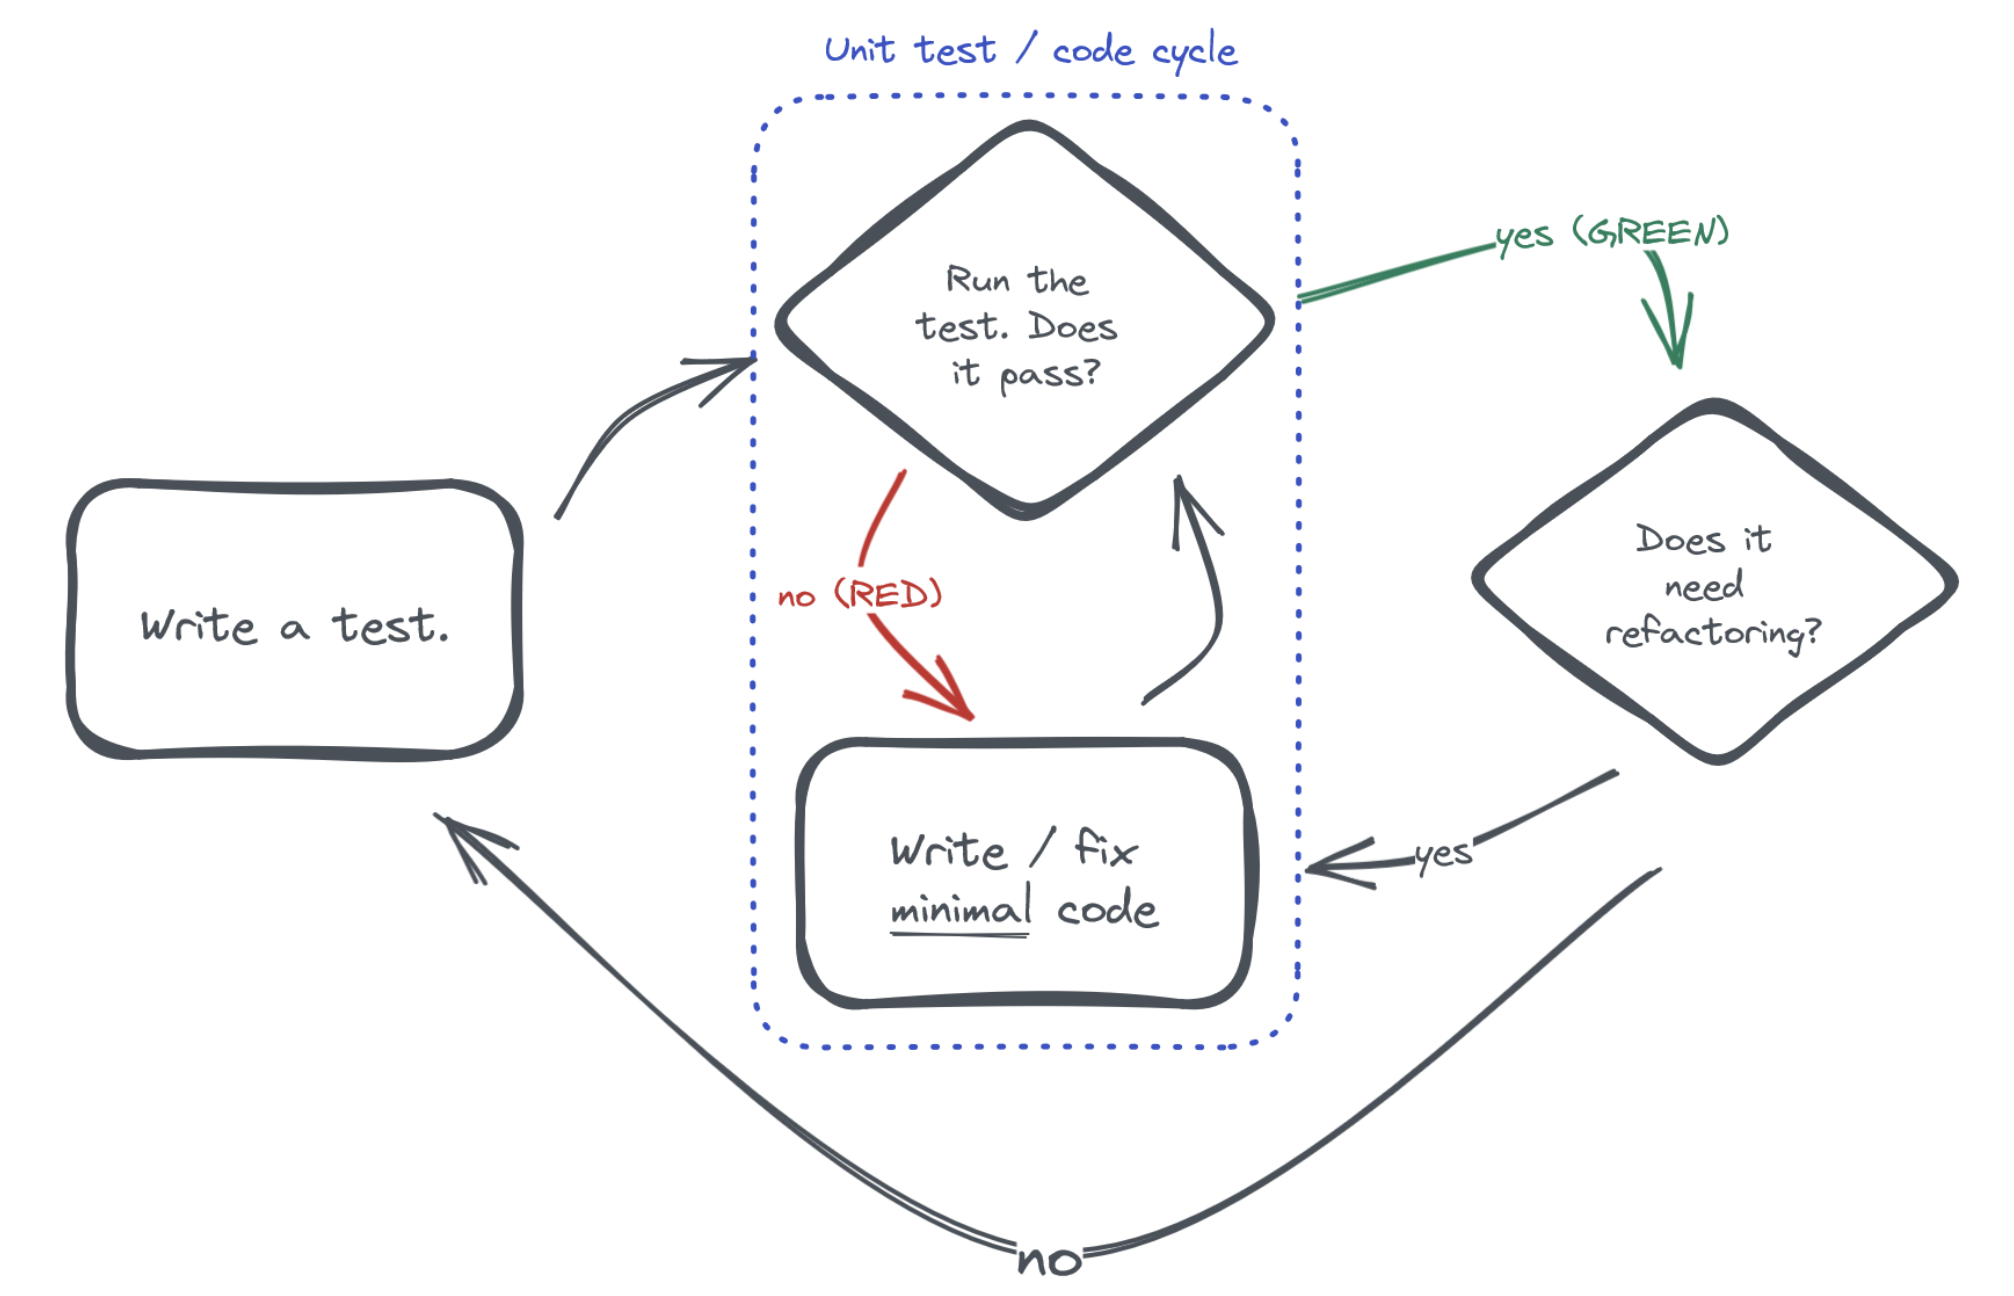 Unit test / code cycle
Run the
test. Does
it pass?
yes (GREEN)
no (RED)
Write a test.
Does it
need
refactoring?
Write / fix
minimal code
yes
no